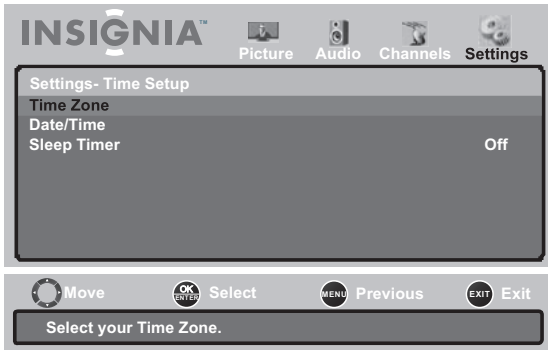 INSIGNIA™
Picture Audio Channels Settings
Settings- Time Setup
Time Zone
Date/Time
Sleep Timer Off
Move OK ENTER Select MENU Previous EXIT Exit
Select your Time Zone.